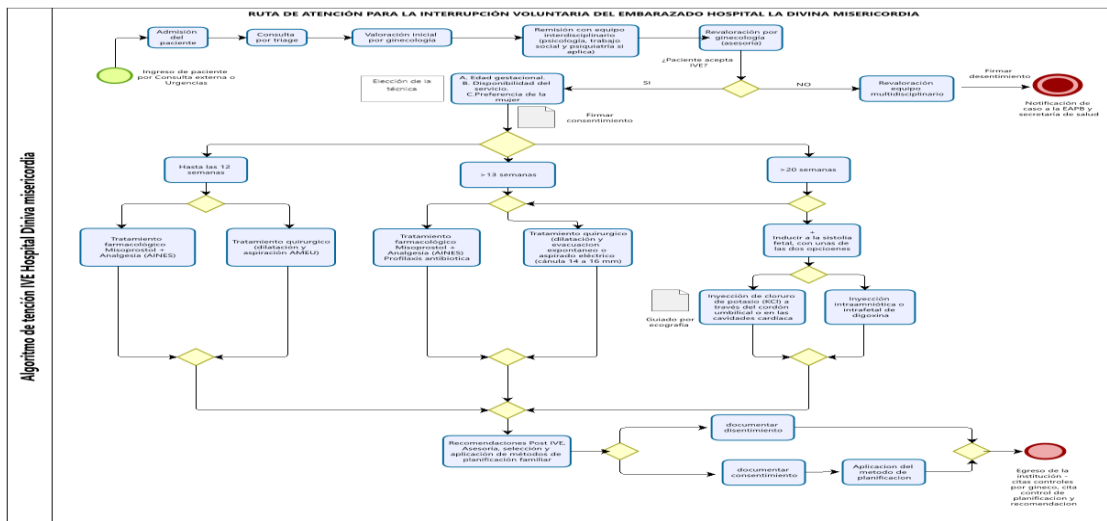 RUTA DE ATENCIÓN PARA LA INTERRUPCIÓN VOLUNTARIA DEL EMBARAZADO HOSPITAL LA DIVINA MISERICORDIA
Algoritmo de tención IVE Hospital Diniva misericordia
Admisión
del
paciente
Consulta
por triage
Valoración inicial
por ginecología
Remisión con equipo
interdisciplinario
(psicología, trabajo
social y psiquiatría si
aplica)
Revaloración por
ginecología
(asesoría)
Ingreso de paciente
por Consulta externa o
Urgencias
¿Paciente acepta
IVE?
SI
NO
Elección de la
técnica
A. Edad gestacional.
B. Disponibilidad del
servicio.
C.Preferencia de la
mujer
Revaloración
equipo
multidisciplinario
Firmar
desentimiento
Notificación de
caso a la EAPB y
secretaría de salud
Firmar
consentimiento
Hasta las 12
semanas
>13 semanas
>20 semanas
Tratamiento
farmacológico
Misoprostol +
Analgesia (AINES)
Tratamiento quirurgico
(dilatación y
aspiración AMEU)
Tratamiento
farmacológico
Misoprostol +
Analgesia (AINES)
Profilaxis antibiotica
Tratamiento quirurgico
(dilatación y
evacuacion
expontaneo o
aspirado eléctrico
(cánula 14 a 16 mm)
+
Inducir a la sistolia
fetal, con unas de
las dos opcioenes
Guiado por
ecografía
Inyección de cloruro
de potasio (KCl) a
través del cordón
umbilical o en las
cavidades cardíaca
Inyección
intraamniótica o
intrafetal de
digoxina
Recomendaciones Post IVE,
Asesoria, selección y
aplicación de métodos de
planificación familiar
documentar
disentimiento
documentar
consentimiento
Aplicacion del
metodo de
planificacion
Egreso de la
institución -
citas controles
por gineco, cita
control de
planificacion y
recomendacion